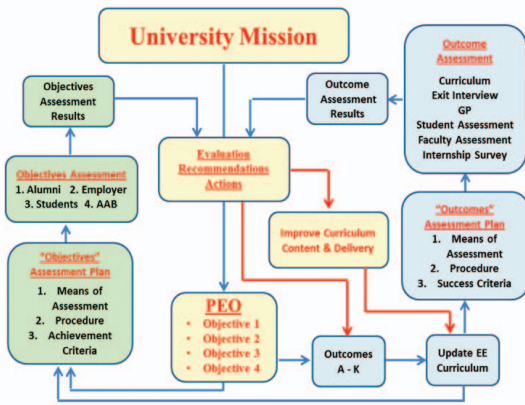 University Mission
Objectives
Assessment
Results
Outcome
Assessment
Results
Outcome
Assessment
Curriculum
Exit Interview
GP
Student Assessment
Faculty Assessment
Internship Survey
Evaluation
Recommendations
Actions
Objectives Assessment
1. Alumni 2. Employer
3. Students 4. AAB
Improve Curriculum
Content & Delivery
"Outcomes"
Assessment Plan
1. Means of
Assessment
2. Procedure
3. Success Criteria
"Objectives"
Assessment Plan
1. Means of
Assessment
2. Procedure
3. Achievement
Criteria
PEO
• Objective 1
• Objective 2
• Objective 3
• Objective 4
Outcomes
A - K
Update EE
Curriculum